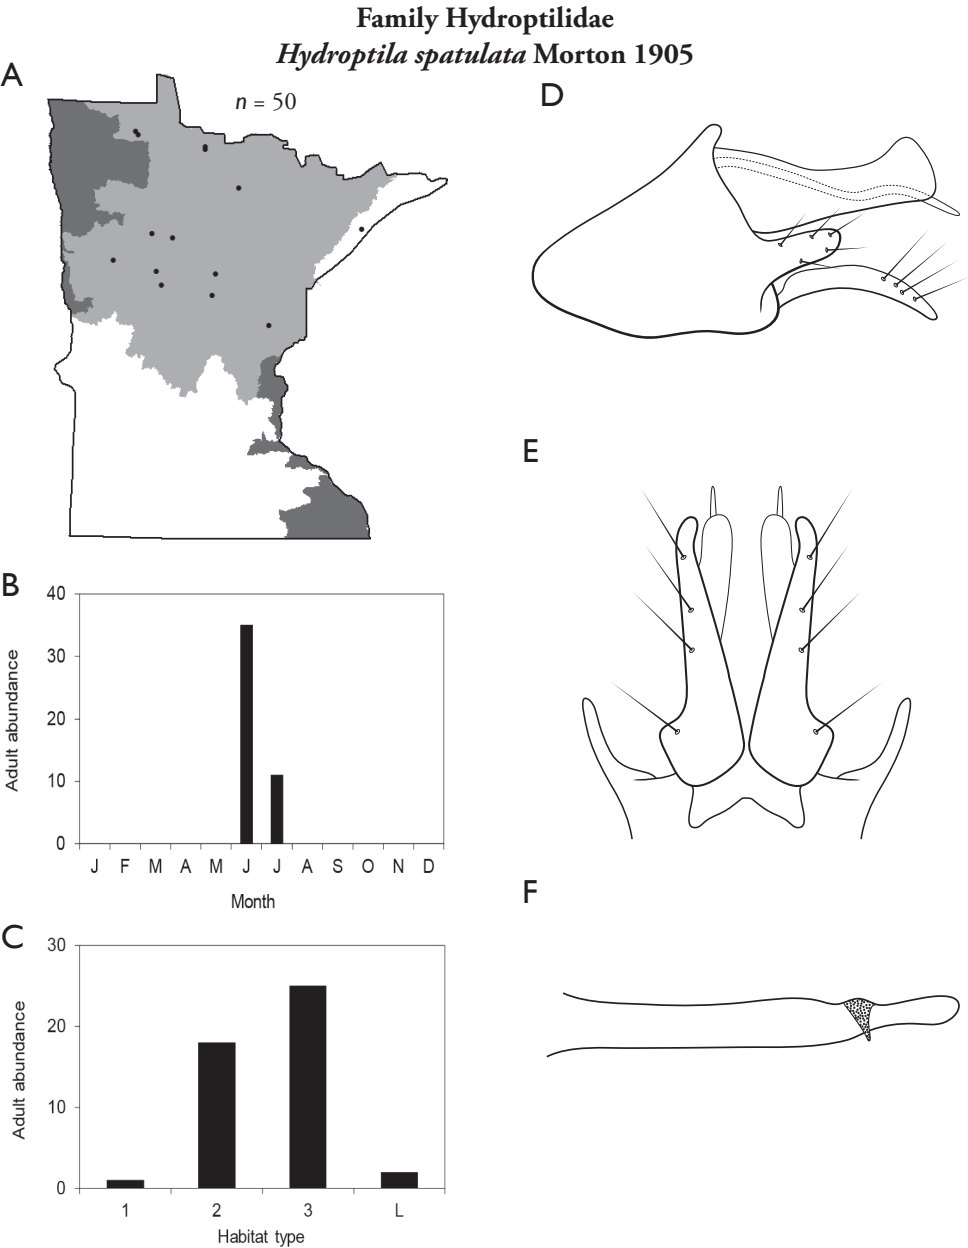 Family Hydroptilidae
Hydroptila spatulata Morton 1905
A
n = 50
D
E
B
40
30
20
10
0
Adult abundance
J F M A M J J A S O N D
Month
F
C
30
20
10
0
Adult abundance
1 2 3 L
Habitat type